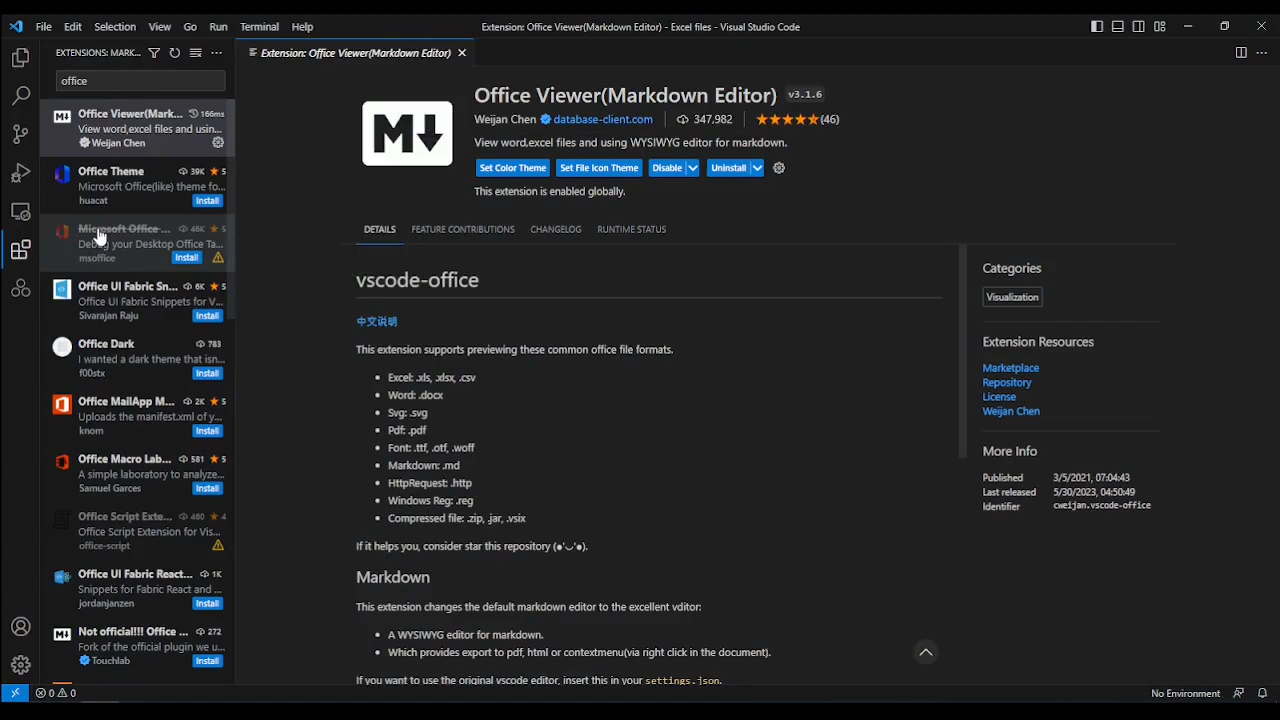 File Edit Selection View Go Run Terminal Help
Extension: Office Viewer(Markdown Editor) - Excel files - Visual Studio Code
EXTENSIONS: MARK...
office
Office Viewer(Mark... 166ms
View word,excel files and usin...
Weijan Chen
Office Theme 39K 5
Microsoft Office(like) theme fo...
huacat Install
Microsoft Office ... 46K 5
Debug your Desktop Office Ta...
msoffice Install
Office UI Fabric Sn... 6K 5
Office UI Fabric Snippets for V...
Sivarajan Raju Install
Office Dark 783
I wanted a dark theme that isn...
f00stx Install
Office MailApp M... 2K 5
Uploads the manifest.xml of y...
knom Install
Office Macro Lab... 581 5
A simple laboratory to analyze...
Samuel Garces Install
Office Script Exte... 460 4
Office Script Extension for Vis...
office-script
Office UI Fabric React... 1K
Snippets for Fabric React and ...
jordanjanzen Install
Not official!!! Office ... 272
Fork of the official plugin we u...
Touchlab Install
Extension: Office Viewer(Markdown Editor)
Office Viewer(Markdown Editor) v3.1.6
Weijan Chen database-client.com 347,982 (46)
View word,excel files and using WYSIWYG editor for markdown.
Set Color Theme Set File Icon Theme Disable Uninstall
This extension is enabled globally.
DETAILS FEATURE CONTRIBUTIONS CHANGELOG RUNTIME STATUS
vscode-office
中文说明
This extension supports previewing these common office file formats.
• Excel: .xls, .xlsx, .csv
• Word: .docx
• Svg: .svg
• Pdf: .pdf
• Font: .ttf, .otf, .woff
• Markdown: .md
• HttpRequest: .http
• Windows Reg: .reg
• Compressed file: .zip, .jar, .vsix
If it helps you, consider star this repository (●'◡'●).
Markdown
This extension changes the default markdown editor to the excellent vditor:
• A WYSIWYG editor for markdown.
• Which provides export to pdf, html or contextmenu(via right click in the document).
If you want to use the original vscode editor, insert this in your settings.json.
Categories
Visualization
Extension Resources
Marketplace
Repository
License
Weijan Chen
More Info
Published 3/5/2021, 07:04:43
Last released 5/30/2023, 04:50:49
Identifier cweijan.vscode-office
0 0
No Environment